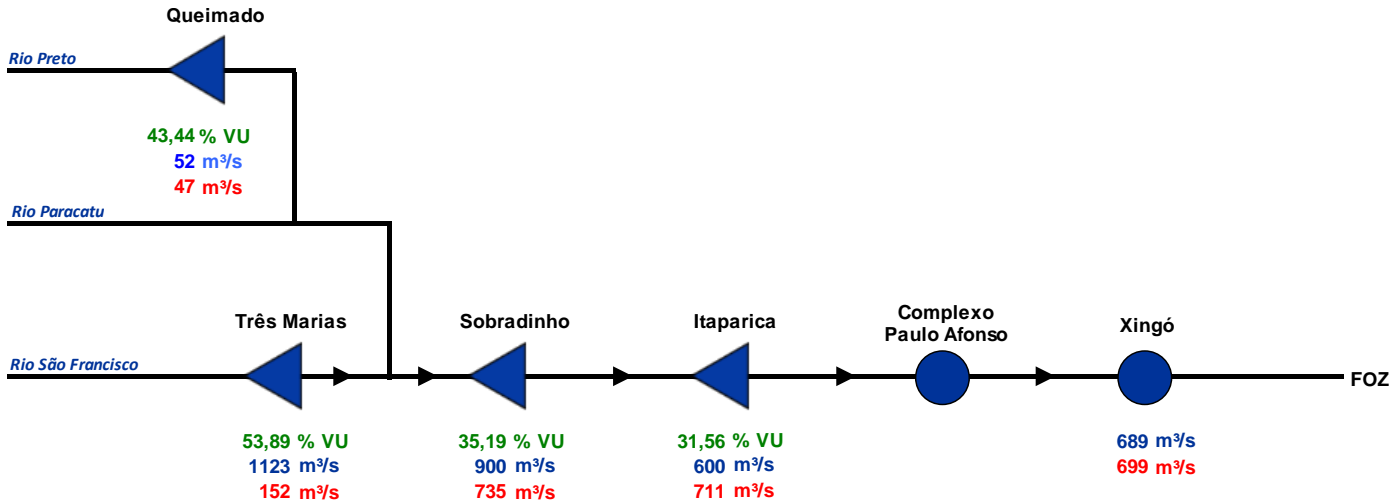 Queimado
Rio Preto
43,44 % VU
52 m³/s
47 m³/s
Rio Paracatu
Três Marias
Sobradinho
Itaparica
Complexo
Paulo Afonso
Xingó
Rio São Francisco
FOZ
53,89 % VU
1123 m³/s
152 m³/s
35,19 % VU
900 m³/s
735 m³/s
31,56 % VU
600 m³/s
711 m³/s
689 m³/s
699 m³/s